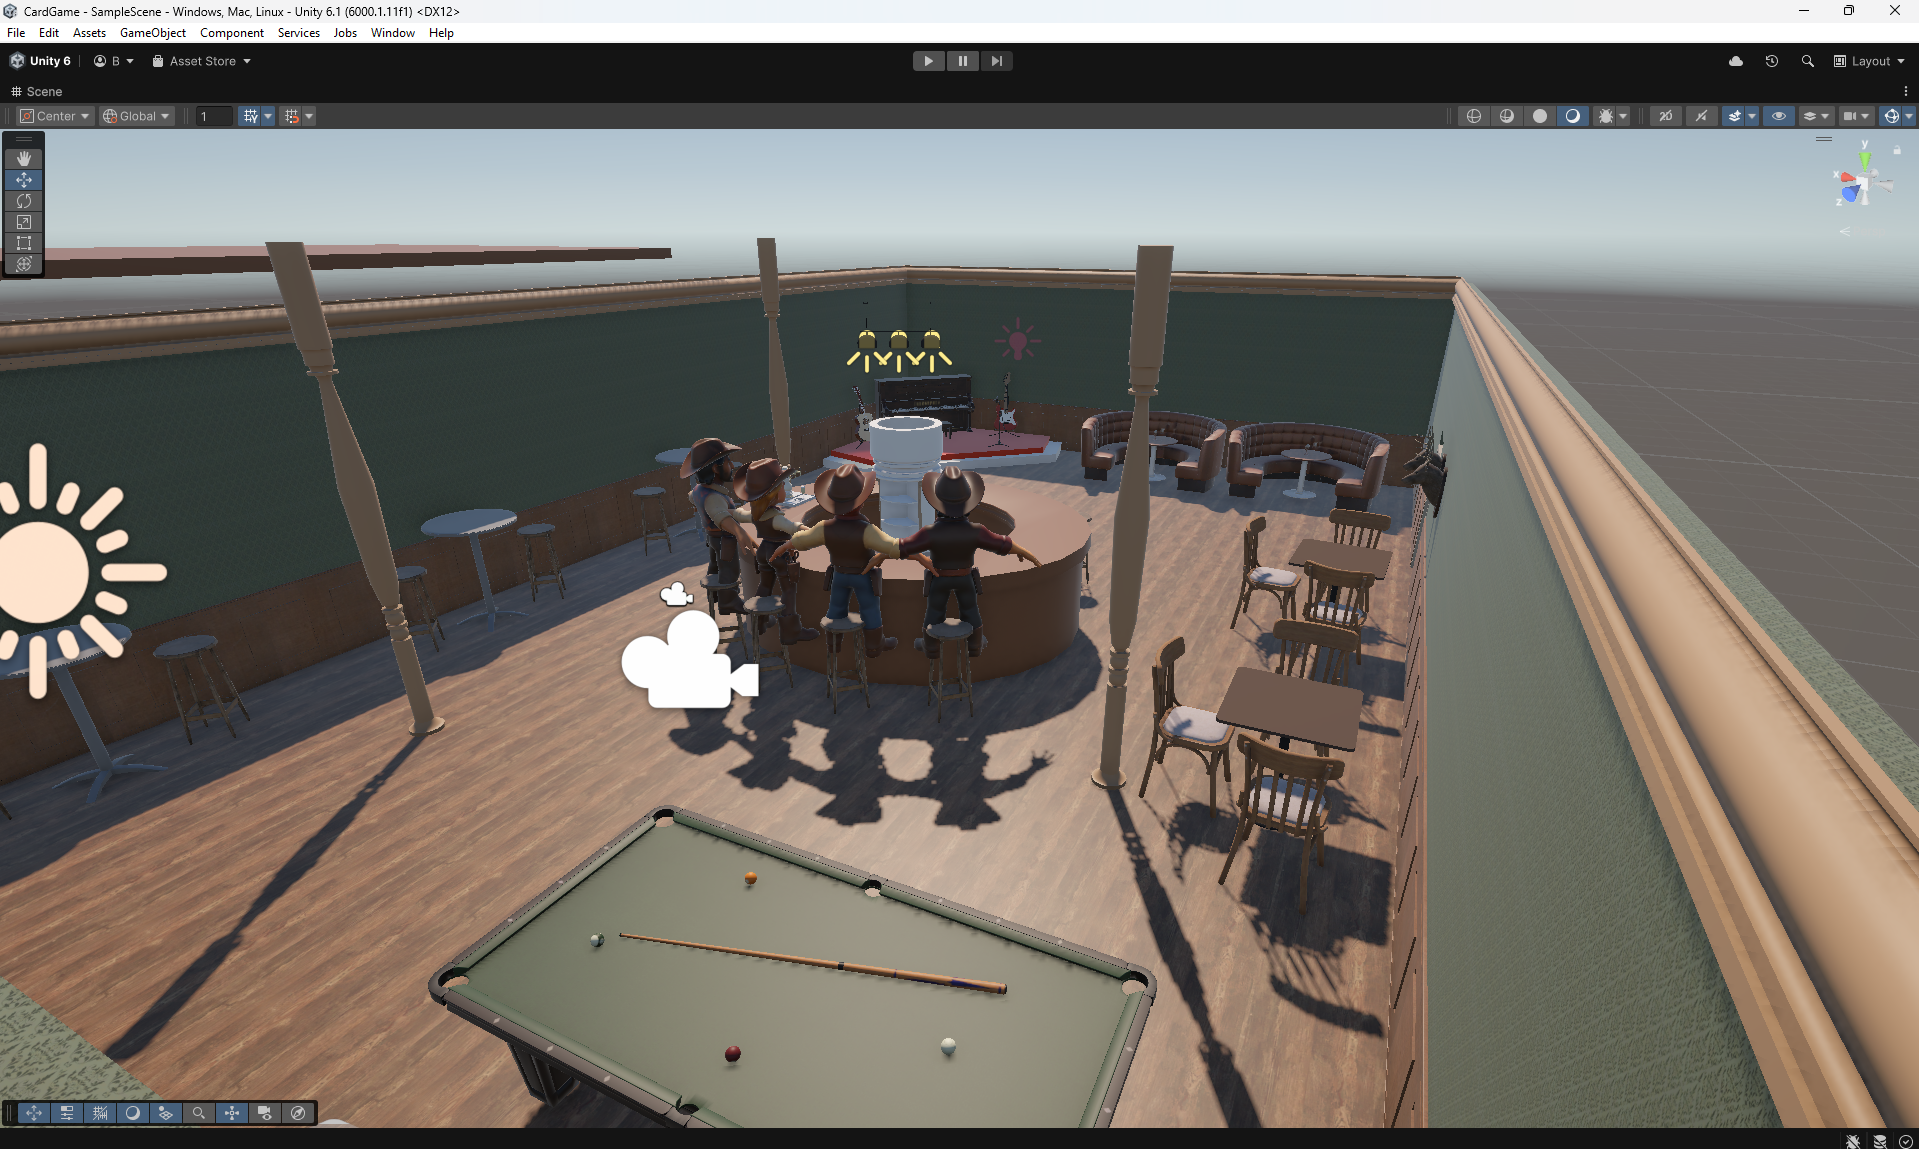 CardGame - SampleScene - Windows, Mac, Linux - Unity 6.1 (6000.1.11f1) <DX12>
File Edit Assets GameObject Component Services Jobs Window Help
Unity 6 B Asset Store Layout
Scene
Center Global 1 2D
y
x
z